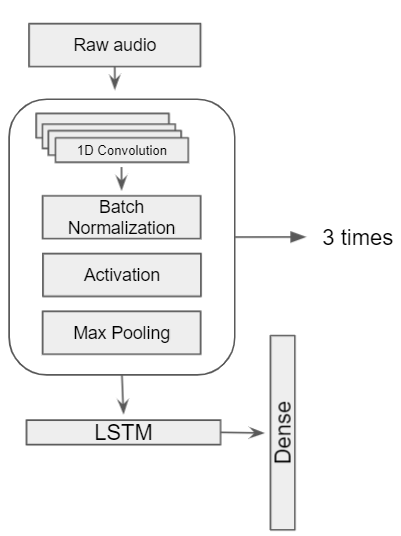 Raw audio
1D Convolution
Batch
Normalization
3 times
Activation
Max Pooling
LSTM
Dense